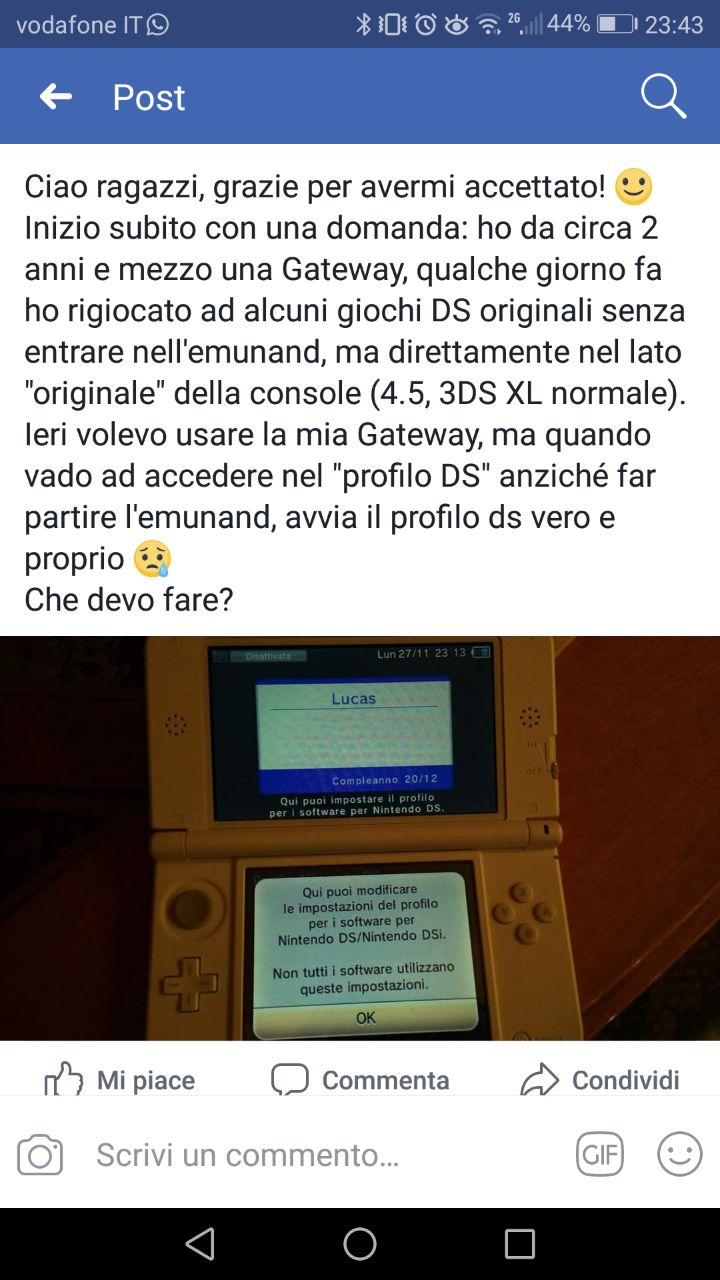 vodafone IT 2G 44% 23:43
Post
Ciao ragazzi, grazie per avermi accettato! 🙂
Inizio subito con una domanda: ho da circa 2
anni e mezzo una Gateway, qualche giorno fa
ho rigiocato ad alcuni giochi DS originali senza
entrare nell'emunand, ma direttamente nel lato
"originale" della console (4.5, 3DS XL normale).
Ieri volevo usare la mia Gateway, ma quando
vado ad accedere nel "profilo DS" anziché far
partire l'emunand, avvia il profilo ds vero e
proprio 😢
Che devo fare?
Disattivata Lun 27/11 23 13
Lucas
Compleanno 20/12
Qui puoi impostare il profilo
per i software per Nintendo DS.
Qui puoi modificare
le impostazioni del profilo
per i software per
Nintendo DS/Nintendo DSi.
Non tutti i software utilizzano
queste impostazioni.
OK
X
Y A
B
Mi piace Commenta Condividi
Scrivi un commento... GIF